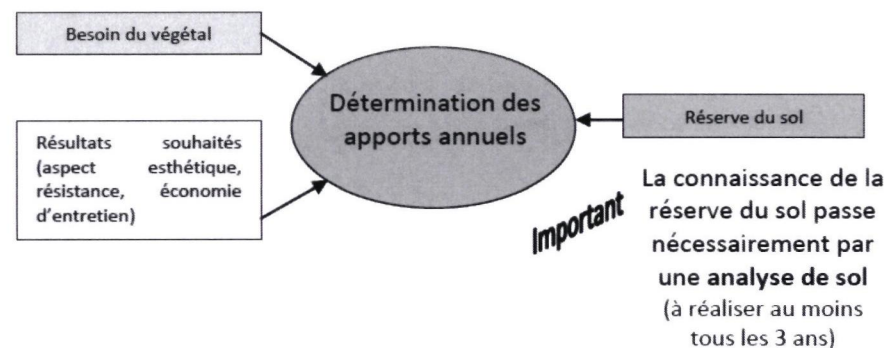 Besoin du végétal
Détermination des
apports annuels
Réserve du sol
Résultats souhaités
(aspect esthétique,
résistance, économie
d'entretien)
Important
La connaissance de la
réserve du sol passe
nécessairement par
une analyse de sol
(à réaliser au moins
tous les 3 ans)